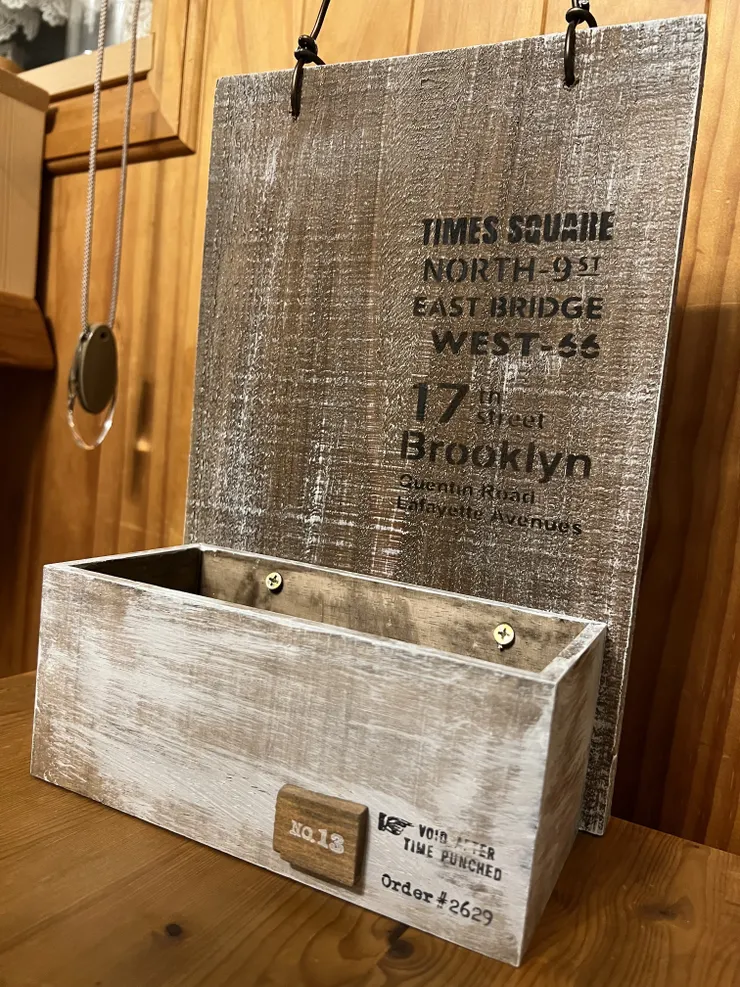 TIMES SQUARE
NORTH-9ST
EAST BRIDGE
WEST-66
17th
street
Brooklyn
Quentin Road
Lafayette Avenues
NO.13
VOID AFTER
TIME PUNCHED
Order#2629